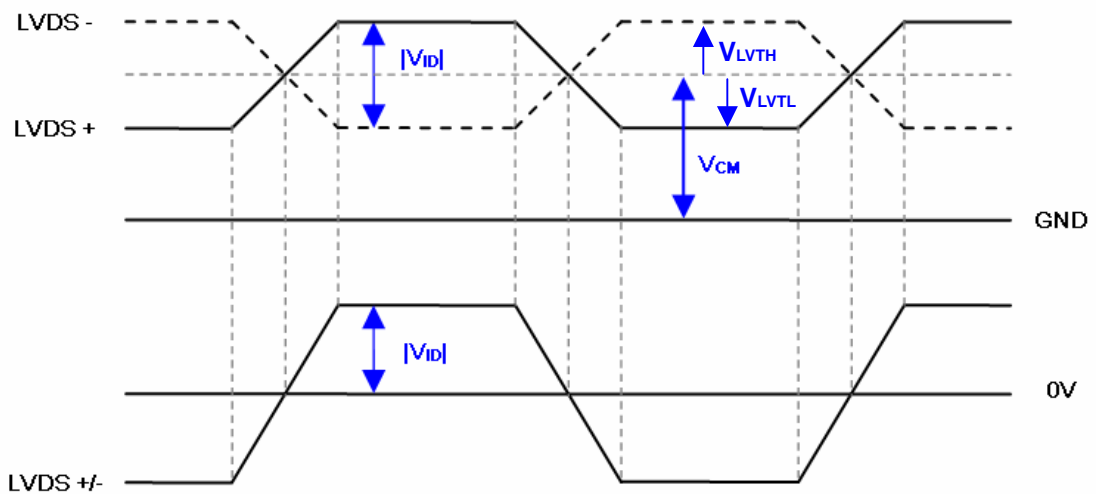 LVDS -
|VID|
VLVTH
VLVTL
LVDS +
VCM
GND
|VID|
0V
LVDS +/-